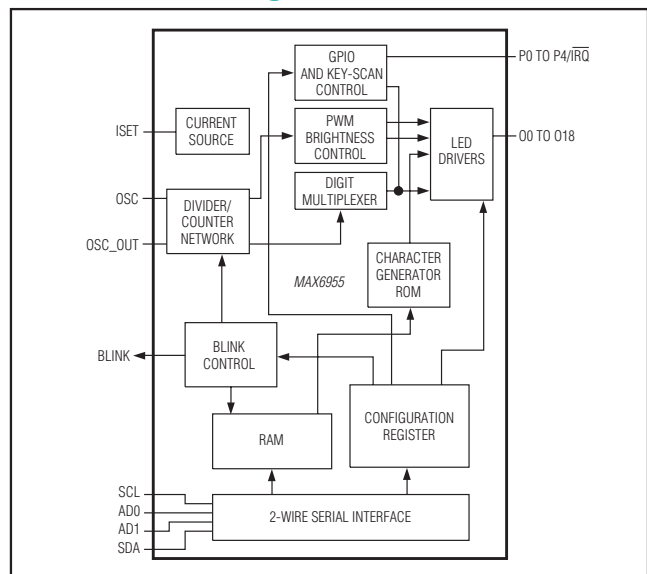 GPIO
AND KEY-SCAN
CONTROL
P0 TO P4/IRQ
ISET
CURRENT
SOURCE
PWM
BRIGHTNESS
CONTROL
LED
DRIVERS
O0 TO O18
OSC
OSC_OUT
DIVIDER/
COUNTER
NETWORK
DIGIT
MULTIPLEXER
MAX6955
CHARACTER
GENERATOR
ROM
BLINK
BLINK
CONTROL
RAM
CONFIGURATION
REGISTER
SCL
AD0
AD1
SDA
2-WIRE SERIAL INTERFACE